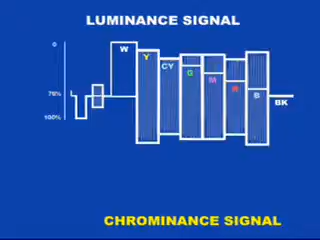 LUMINANCE SIGNAL
0
W
Y
CY
G
M
R
B
BK
75%
100%
CHROMINANCE SIGNAL